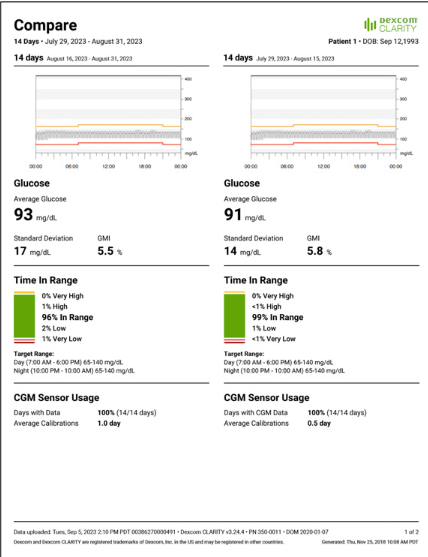 Compare
Dexcom
CLARITY
14 Days • July 29, 2023 - August 31, 2023
Patient 1 • DOB: Sep 12,1993
14 days August 16, 2023 - August 31, 2023
400
300
200
100
mg/dL
00:00 06:00 12:00 18:00 00:00
Glucose
Average Glucose
93 mg/dL
Standard Deviation GMI
17 mg/dL 5.5 %
Time In Range
0% Very High
1% High
96% In Range
2% Low
1% Very Low
Target Range:
Day (7:00 AM - 6:00 PM) 65-140 mg/dL
Night (10:00 PM - 10:00 AM) 65-140 mg/dL
CGM Sensor Usage
Days with Data 100% (14/14 days)
Average Calibrations 1.0 day
14 days July 29, 2023 - August 15, 2023
400
300
200
100
mg/dL
00:00 06:00 12:00 18:00 00:00
Glucose
Average Glucose
91 mg/dL
Standard Deviation GMI
14 mg/dL 5.8 %
Time In Range
0% Very High
<1% High
99% In Range
1% Low
<1% Very Low
Target Range:
Day (7:00 AM - 6:00 PM) 65-140 mg/dL
Night (10:00 PM - 10:00 AM) 65-140 mg/dL
CGM Sensor Usage
Days with CGM Data 100% (14/14 days)
Average Calibrations 0.5 day
Data uploaded: Tues, Sep 5, 2023 2:10 PM PDT 00386270000491 • Dexcom CLARITY v3.24.4 • PN 350-0011 • DOM 2020-01-07
1 of 2
Dexcom and Dexcom CLARITY are registered trademarks of Dexcom, Inc. in the US and may be registered in other countries.
Generated: Thu, Nov 25, 2018 10:08 AM PDT